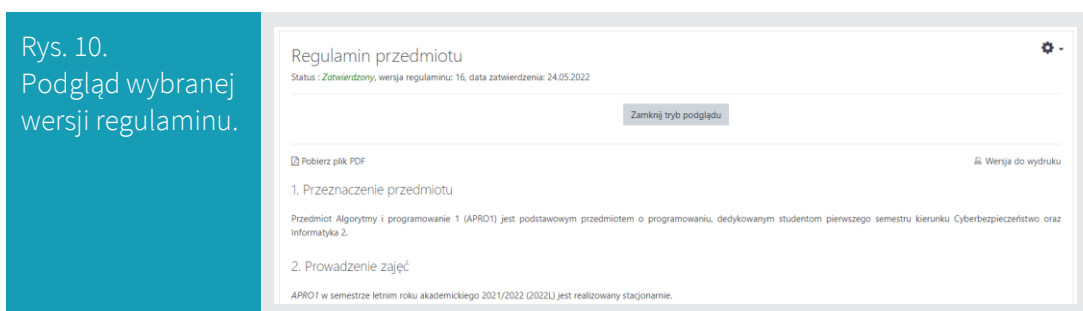 Rys. 10.
Podgląd wybranej
wersji regulaminu.
Regulamin przedmiotu
Status : Zatwierdzony, wersja regulaminu: 16, data zatwierdzenia: 24.05.2022
Zamknij tryb podglądu
Pobierz plik PDF
Wersja do wydruku
1. Przeznaczenie przedmiotu
Przedmiot Algorytmy i programowanie 1 (APRO1) jest podstawowym przedmiotem o programowaniu, dedykowanym studentom pierwszego semestru kierunku Cyberbezpieczeństwo oraz
Informatyka 2.
2. Prowadzenie zajęć
APRO1 w semestrze letnim roku akademickiego 2021/2022 (2022L) jest realizowany stacjonarnie.